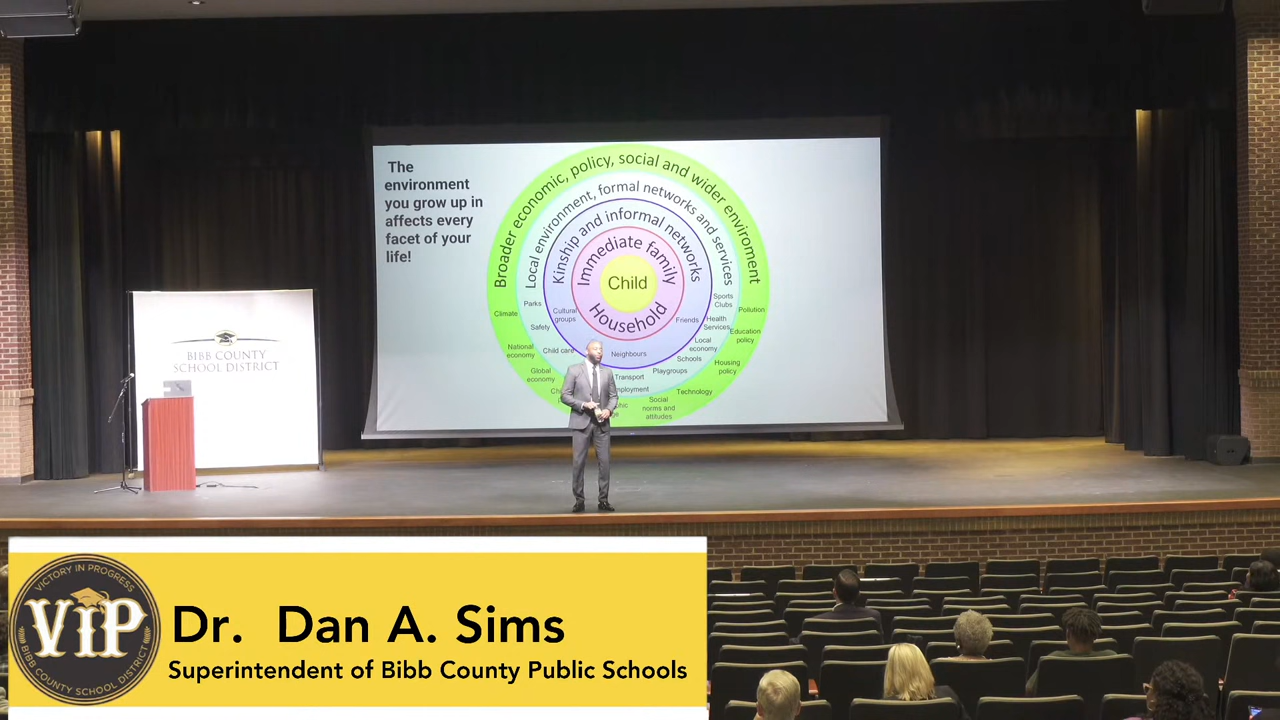 The
environment
you grow up in
affects every
facet of your
life!
Broader economic, policy, social and wider enviroment
Local environment, formal networks and services
Kinship and informal networks
Immediate family
Child
Household
Parks
Climate
Safety
Cultural
groups
National
economy
Child care
Global
economy
Neighbours
Friends
Sports
Clubs
Health
Services
Pollution
Education
policy
Local
economy
Schools
Housing
policy
Playgroups
Transport
Technology
Social
norms and
attitudes
BIBB COUNTY
SCHOOL DISTRICT
VICTORY IN PROGRESS
VIP
BIBB COUNTY SCHOOL DISTRICT
Dr. Dan A. Sims
Superintendent of Bibb County Public Schools